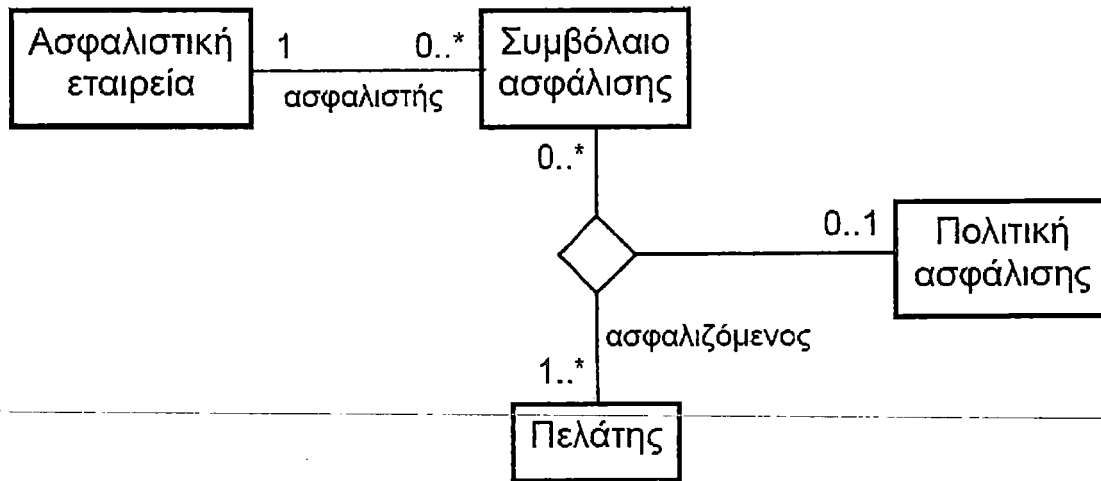 Ασφαλιστική
εταιρεία
1
0..*
ασφαλιστής
Συμβόλαιο
ασφάλισης
0..*
0..1
Πολιτική
ασφάλισης
ασφαλιζόμενος
1..*
Πελάτης